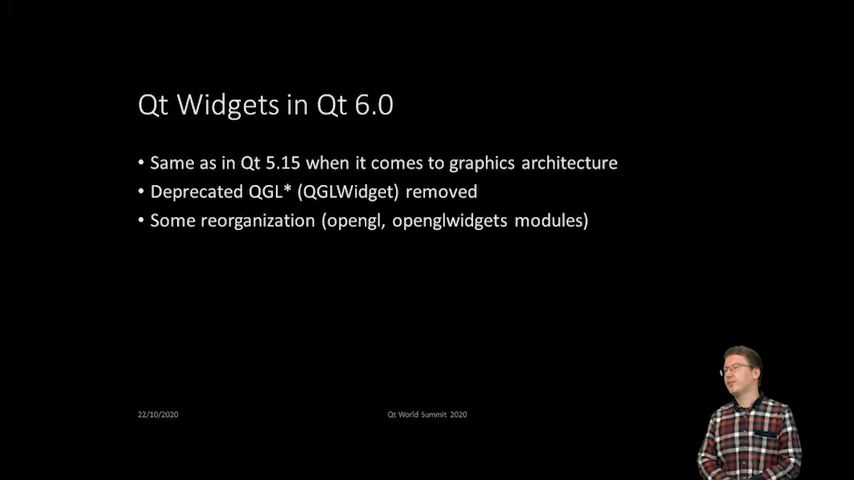 Qt Widgets in Qt 6.0
• Same as in Qt 5.15 when it comes to graphics architecture
• Deprecated QGL* (QGLWidget) removed
• Some reorganization (opengl, openglwidgets modules)
22/10/2020
Qt World Summit 2020